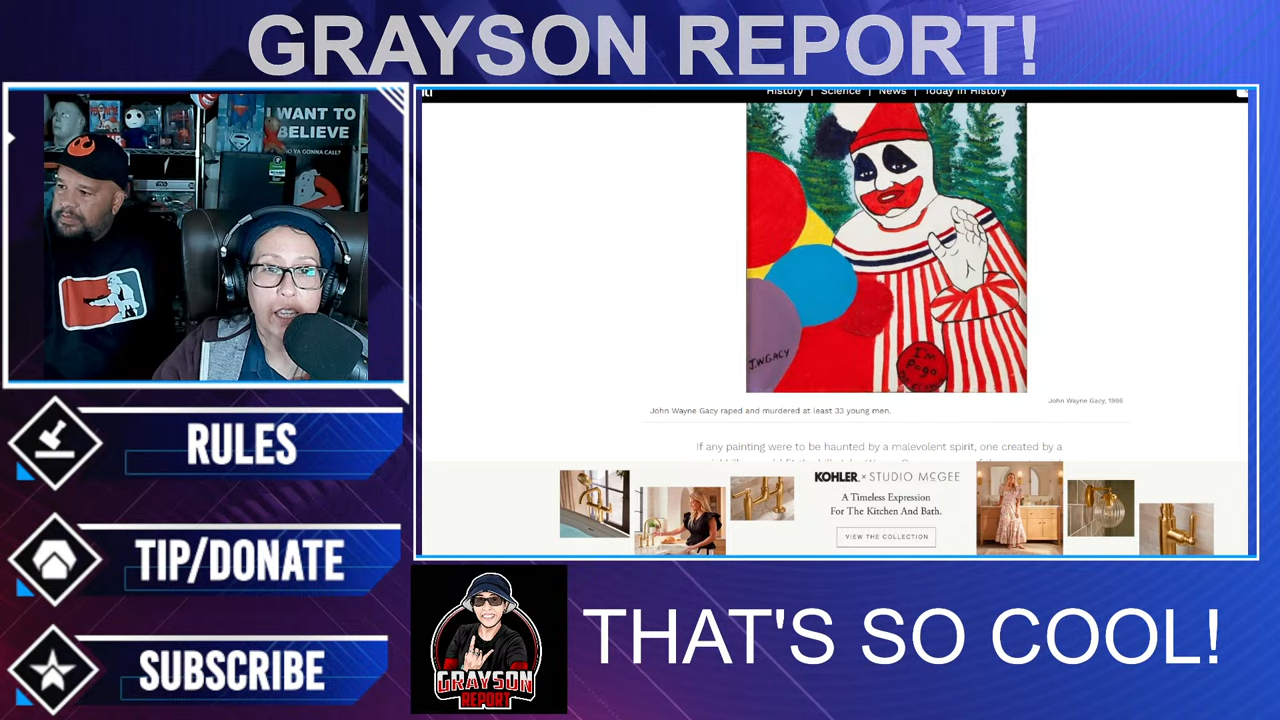 GRAYSON REPORT!
I WANT TO
BELIEVE
YA GONNA CALL?
History | Science | News | Today in History
J.W.GACY
I'm
Pogo
John Wayne Gacy, 1986
John Wayne Gacy raped and murdered at least 33 young men.
If any painting were to be haunted by a malevolent spirit, one created by a
KOHLER. × STUDIO McGEE
A Timeless Expression
For The Kitchen And Bath.
VIEW THE COLLECTION
RULES
TIP/DONATE
SUBSCRIBE
GRAYSON
REPORT
THAT'S SO COOL!